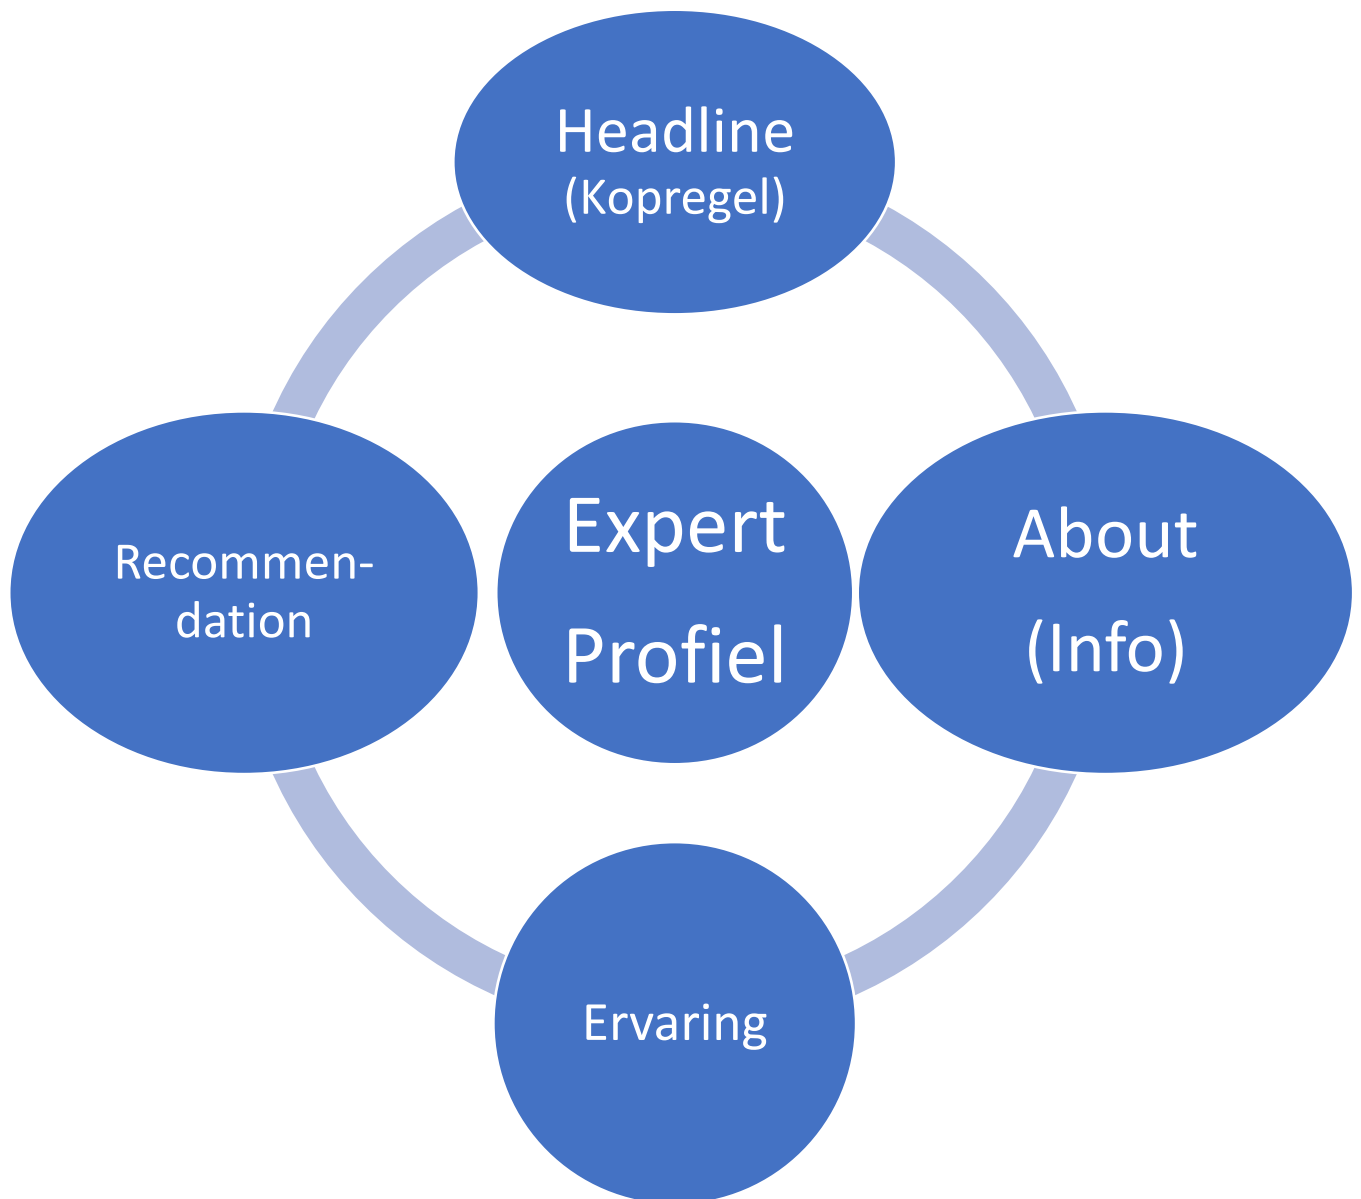 Headline
(Kopregel)
Recommen-
dation
Expert
Profiel
About
(Info)
Ervaring